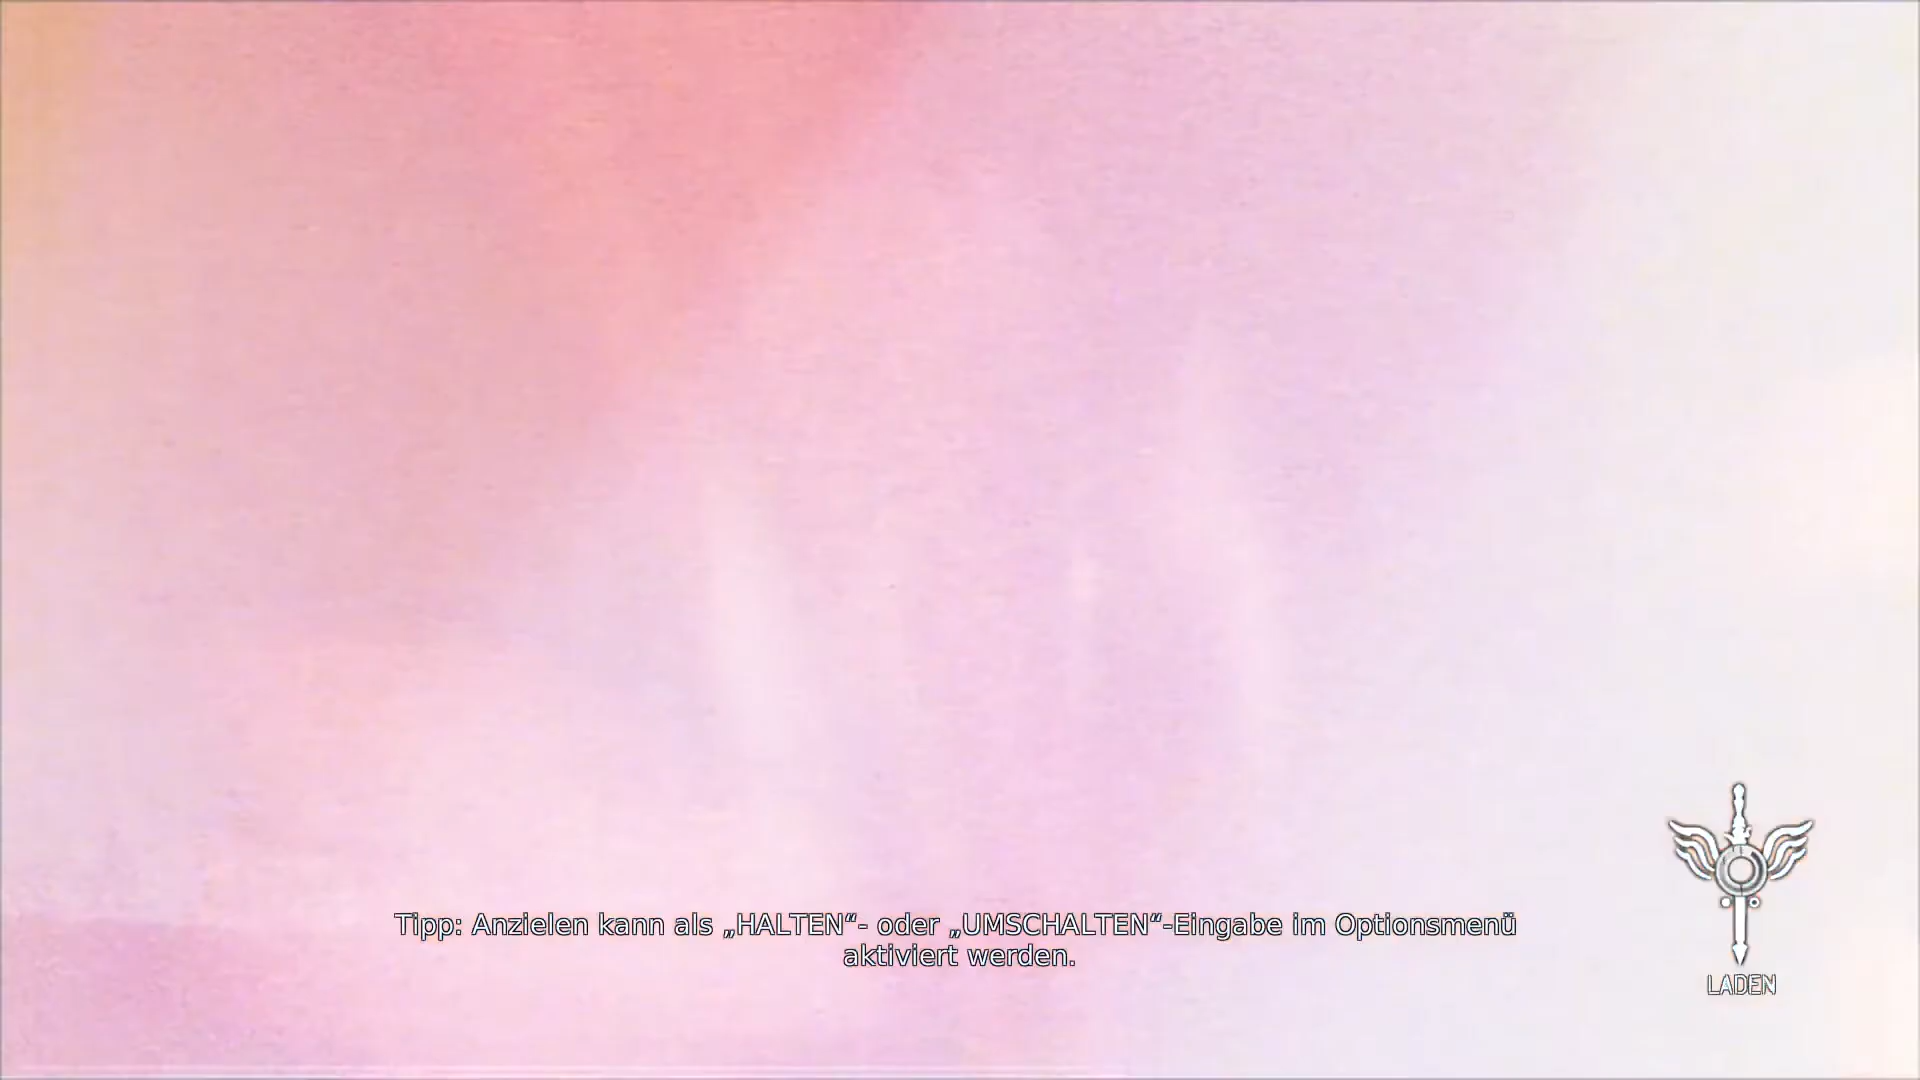 Tipp: Anzielen kann als „HALTEN“- oder „UMSCHALTEN“-Eingabe im Optionsmenü
aktiviert werden.
LADEN